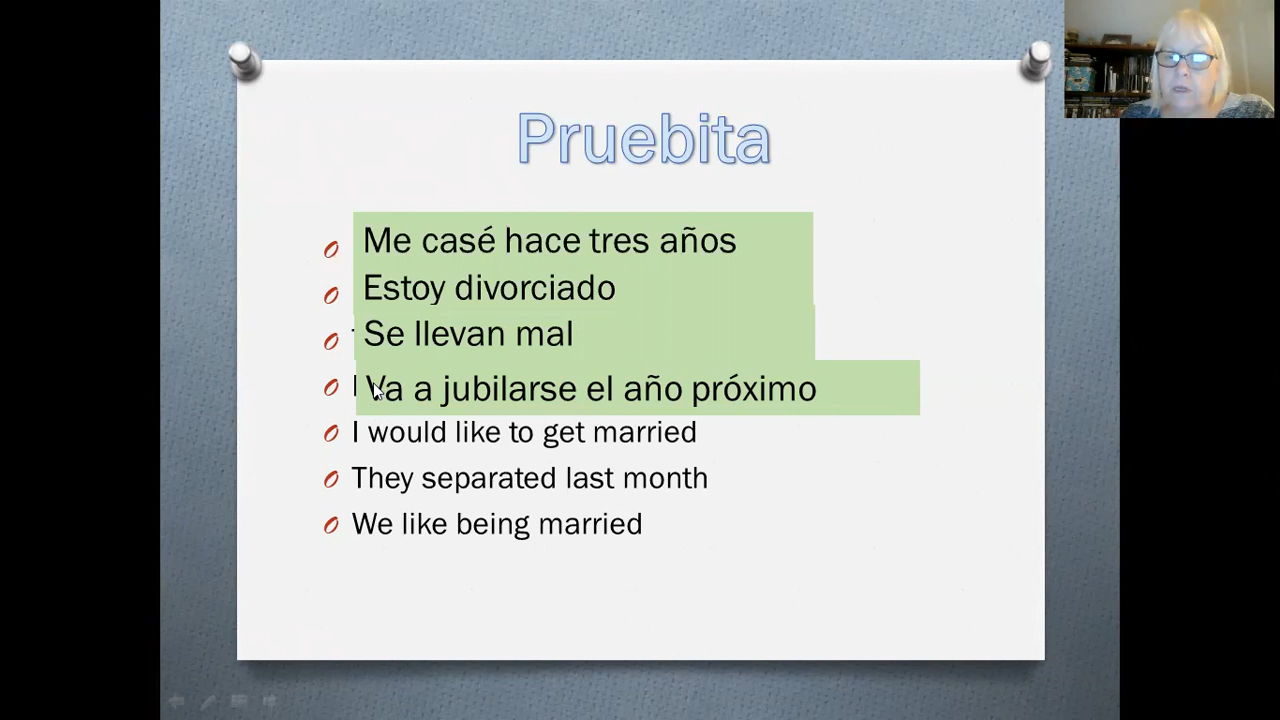 Pruebita
Me casé hace tres años
Estoy divorciado
Se llevan mal
Va a jubilarse el año próximo
I would like to get married
They separated last month
We like being married